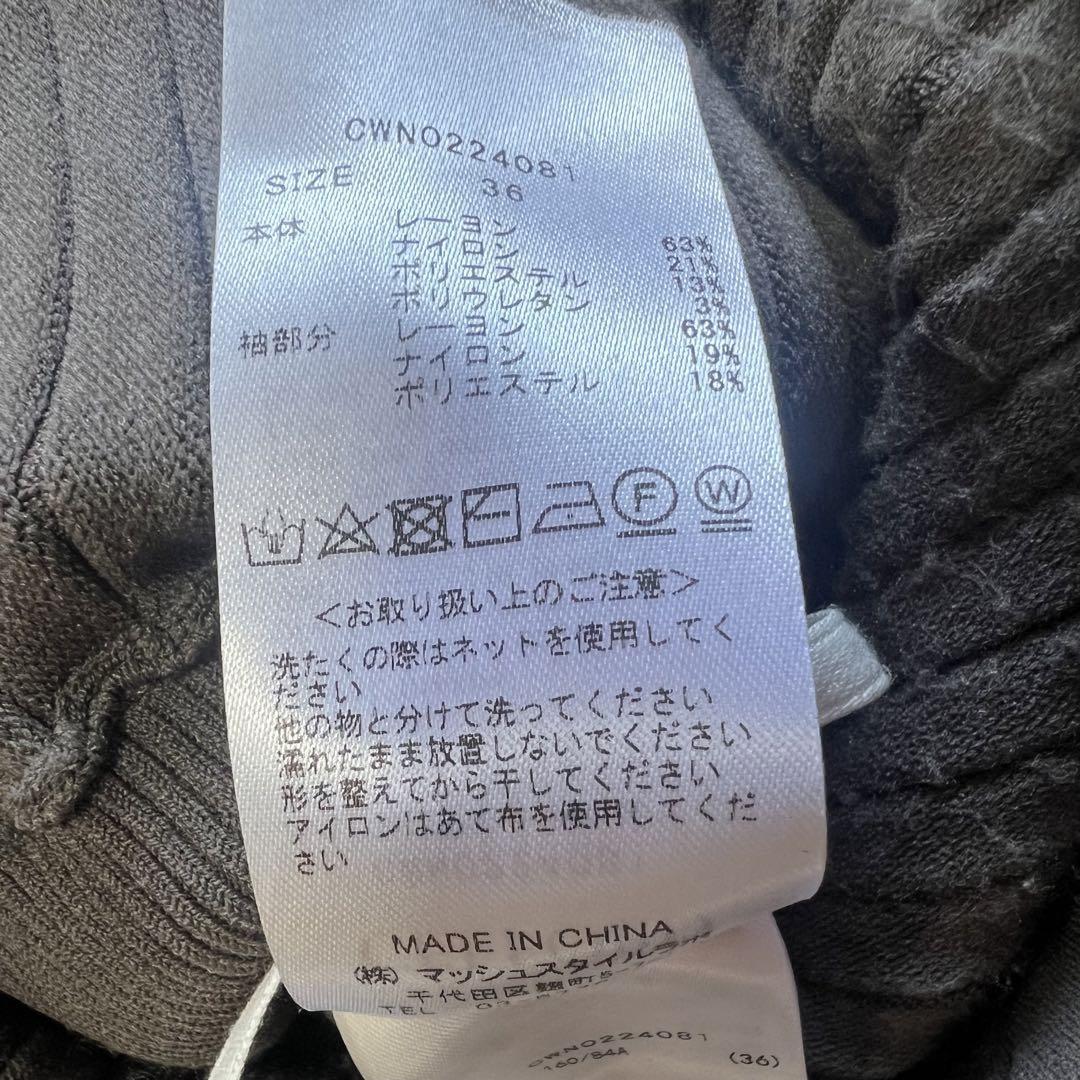 CWNO224081
SIZE 36
本体 レーヨン 63%
ナイロン 21%
ポリエステル 13%
ポリウレタン 3%
袖部分 レーヨン 63%
ナイロン 19%
ポリエステル 18%
F W
<お取り扱い上のご注意>
洗たくの際はネットを使用してく
ださい
他の物と分けて洗ってください
濡れたまま放置しないでください
形を整えてから干してください
アイロンはあて布を使用してくだ
さい
MADE IN CHINA
(株) マッシュスタイル
千代田区麹町5
TEL
CWNO224081
160/84A (36)